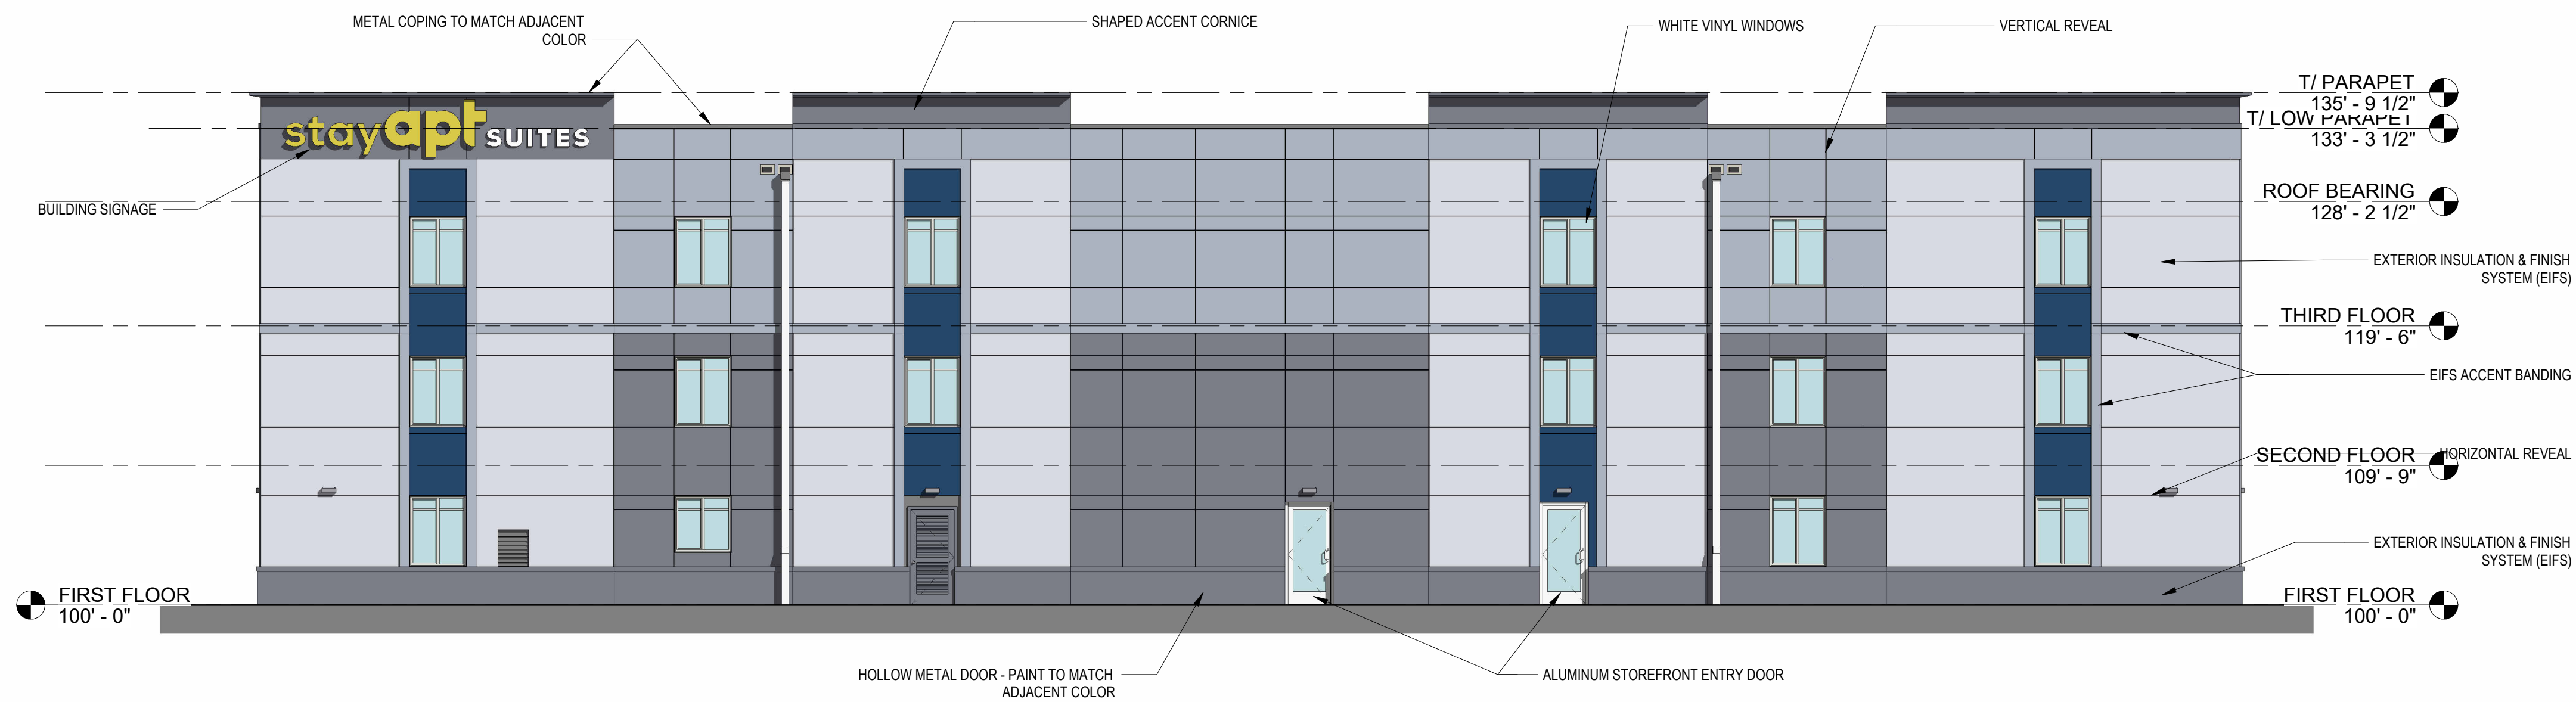 METAL COPING TO MATCH ADJACENT
COLOR
SHAPED ACCENT CORNICE
WHITE VINYL WINDOWS
VERTICAL REVEAL
T/ PARAPET
135' - 9 1/2"
T/ LOW PARAPET
133' - 3 1/2"
stayapt SUITES
BUILDING SIGNAGE
ROOF BEARING
128' - 2 1/2"
EXTERIOR INSULATION & FINISH
SYSTEM (EIFS)
THIRD FLOOR
119' - 6"
EIFS ACCENT BANDING
SECOND FLOOR
109' - 9"
HORIZONTAL REVEAL
EXTERIOR INSULATION & FINISH
SYSTEM (EIFS)
FIRST FLOOR
100' - 0"
FIRST FLOOR
100' - 0"
HOLLOW METAL DOOR - PAINT TO MATCH
ADJACENT COLOR
ALUMINUM STOREFRONT ENTRY DOOR